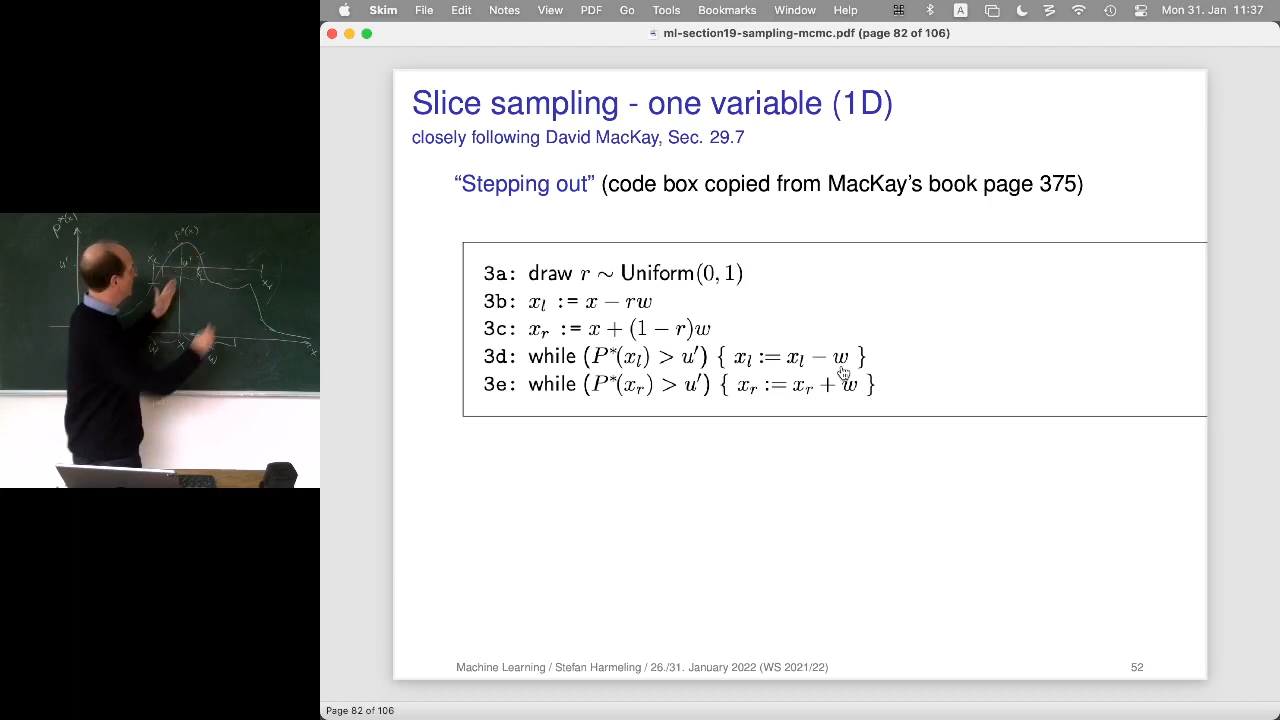 Skim File Edit Notes View PDF Go Tools Bookmarks Window Help A Mon 31. Jan 11:37
ml-section19-sampling-mcmc.pdf (page 82 of 106)
Slice sampling - one variable (1D)
closely following David MacKay, Sec. 29.7
“Stepping out” (code box copied from MacKay’s book page 375)
3a: draw r ∼ Uniform(0, 1)
3b: x_l := x − rw
3c: x_r := x + (1 − r)w
3d: while (P*(x_l) > u′) { x_l := x_l − w }
3e: while (P*(x_r) > u′) { x_r := x_r + w }
Machine Learning / Stefan Harmeling / 26./31. January 2022 (WS 2021/22) 52
Page 82 of 106
P*(x)
P*(x)
u'
x_l
u'
x_r
w
x
w
x